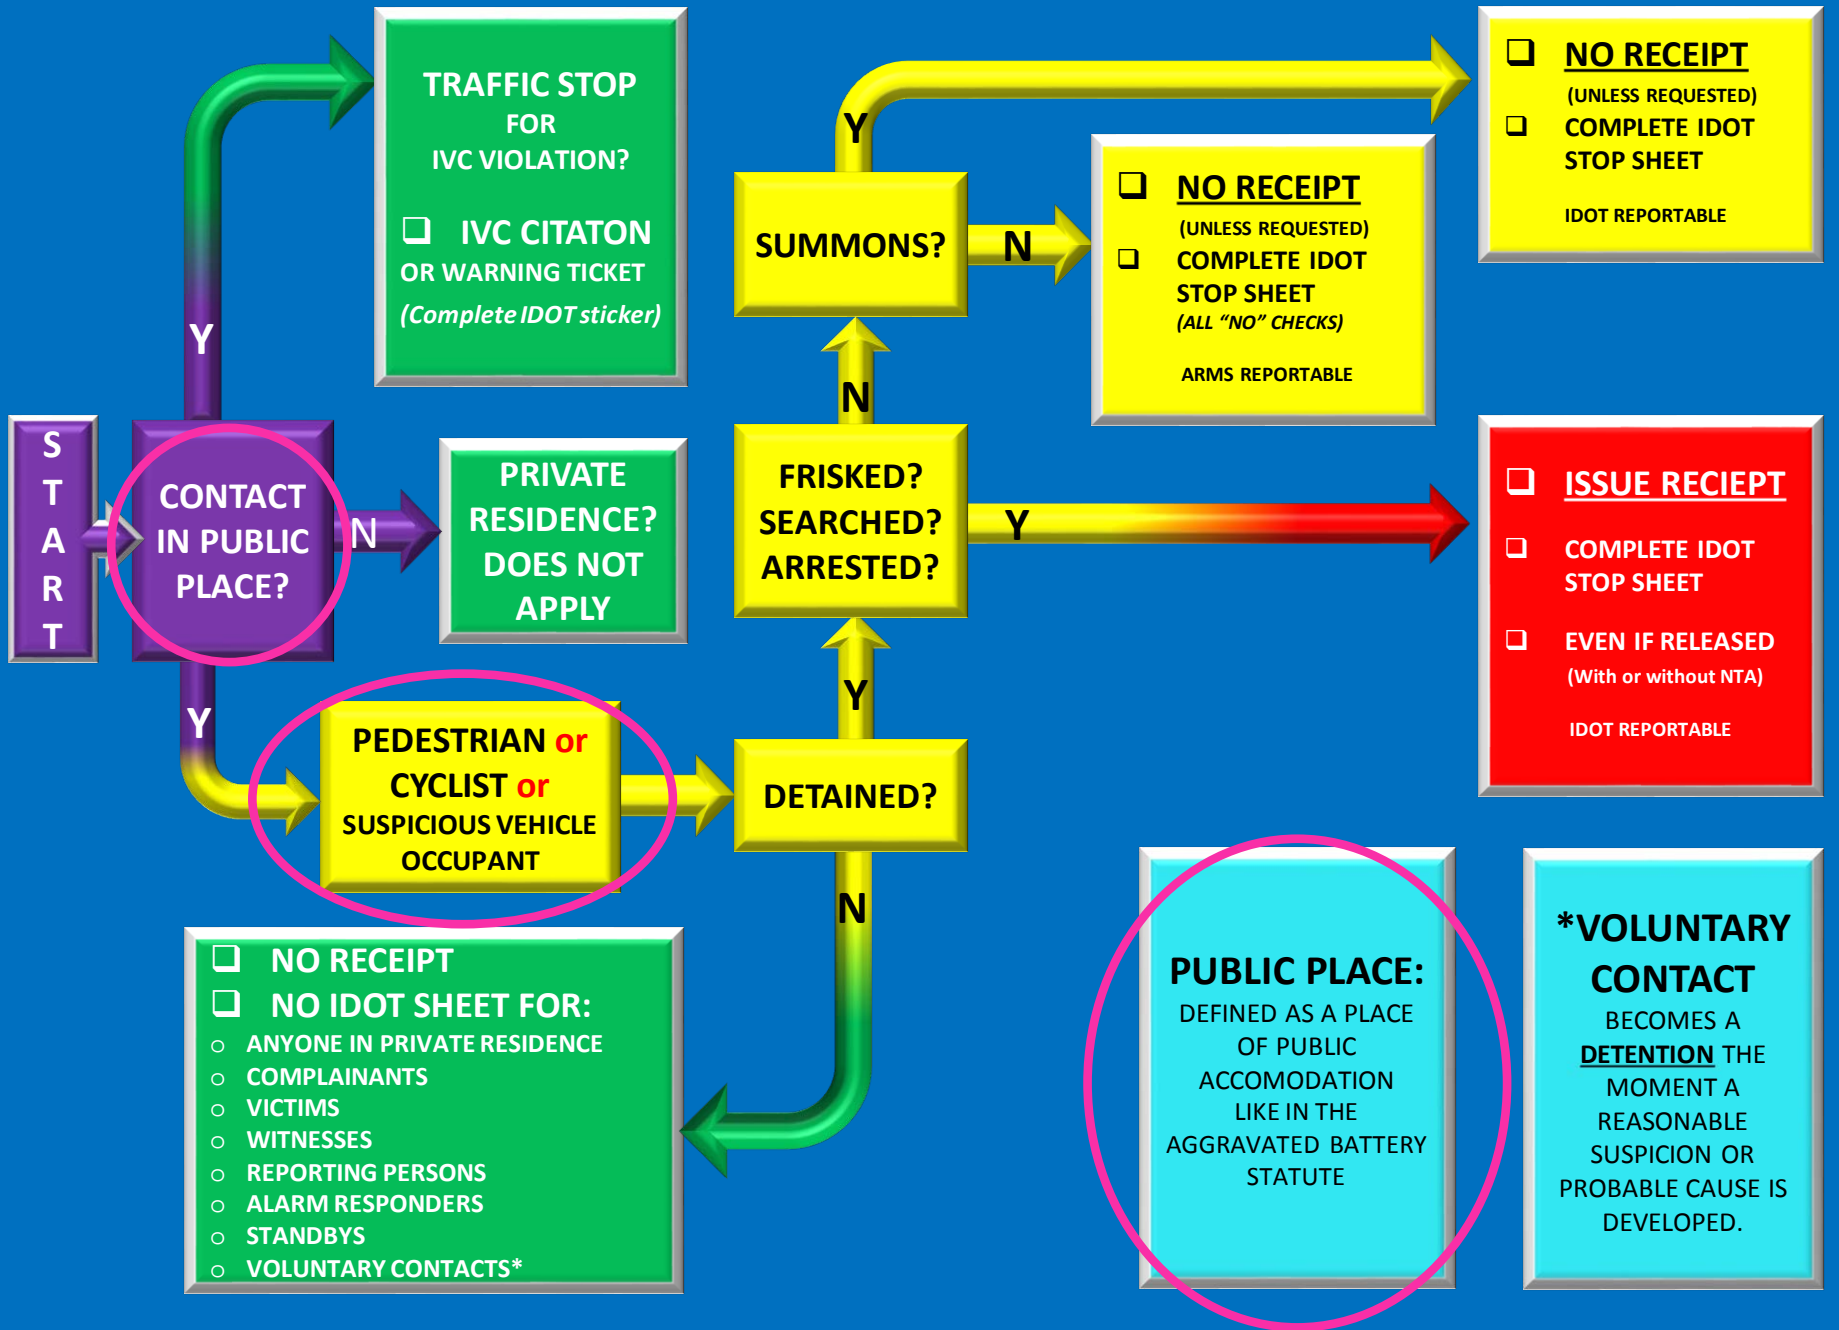 START
CONTACT
IN PUBLIC
PLACE?
Y
TRAFFIC STOP
FOR
IVC VIOLATION?
❑ IVC CITATON
OR WARNING TICKET
(Complete IDOT sticker)
N
PRIVATE
RESIDENCE?
DOES NOT
APPLY
Y
PEDESTRIAN or
CYCLIST or
SUSPICIOUS VEHICLE
OCCUPANT
DETAINED?
N
❑ NO RECEIPT
❑ NO IDOT SHEET FOR:
o ANYONE IN PRIVATE RESIDENCE
o COMPLAINANTS
o VICTIMS
o WITNESSES
o REPORTING PERSONS
o ALARM RESPONDERS
o STANDBYS
o VOLUNTARY CONTACTS*
Y
FRISKED?
SEARCHED?
ARRESTED?
Y
❑ ISSUE RECIEPT
❑ COMPLETE IDOT
STOP SHEET
❑ EVEN IF RELEASED
(With or without NTA)
IDOT REPORTABLE
N
SUMMONS?
N
❑ NO RECEIPT
(UNLESS REQUESTED)
❑ COMPLETE IDOT
STOP SHEET
(ALL “NO” CHECKS)
ARMS REPORTABLE
Y
❑ NO RECEIPT
(UNLESS REQUESTED)
❑ COMPLETE IDOT
STOP SHEET
IDOT REPORTABLE
PUBLIC PLACE:
DEFINED AS A PLACE
OF PUBLIC
ACCOMODATION
LIKE IN THE
AGGRAVATED BATTERY
STATUTE
*VOLUNTARY
CONTACT
BECOMES A
DETENTION THE
MOMENT A
REASONABLE
SUSPICION OR
PROBABLE CAUSE IS
DEVELOPED.